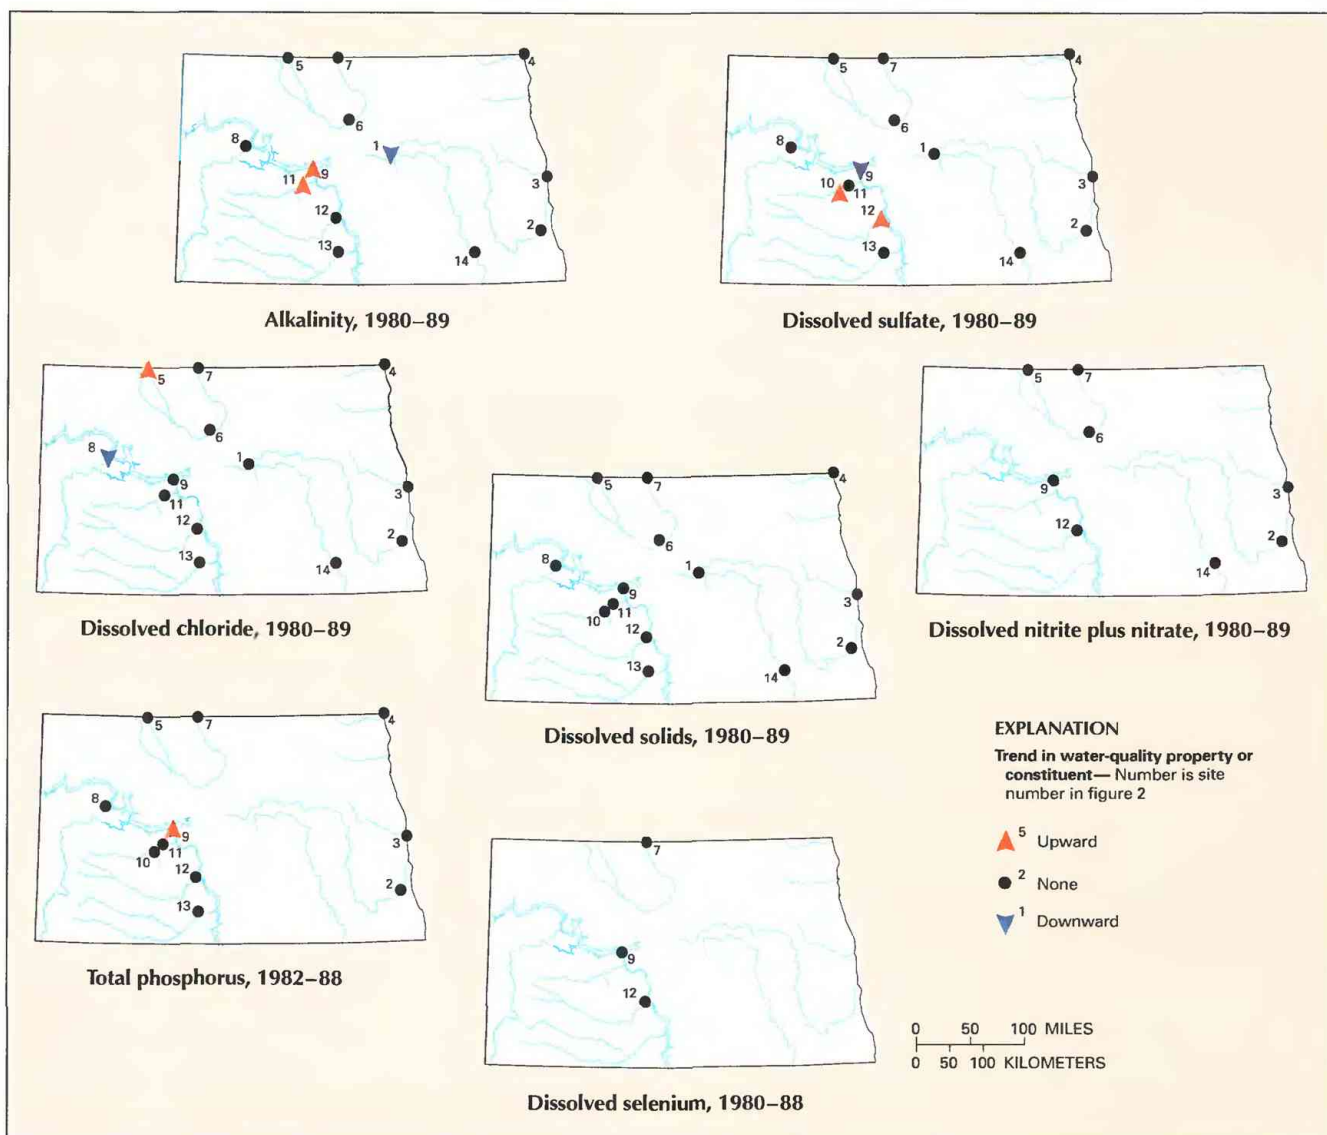 5 7 4
6
8 1
9
11 3
12 2
13 14
Alkalinity, 1980–89
5 7 4
6
8 1
9
10 11 3
12 2
13 14
Dissolved sulfate, 1980–89
5 7 4
6
8 1
9
11 3
12 2
13 14
Dissolved chloride, 1980–89
5 7 4
6
8 1
9
10 11 3
12 2
13 14
Dissolved solids, 1980–89
5 7
6
9 3
12 2
14
Dissolved nitrite plus nitrate, 1980–89
5 7 4
8
9
10 11 3
12 2
13
Total phosphorus, 1982–88
7
9
12
Dissolved selenium, 1980–88
EXPLANATION
Trend in water-quality property or
constituent— Number is site
number in figure 2
5 Upward
2 None
1 Downward
0 50 100 MILES
0 50 100 KILOMETERS